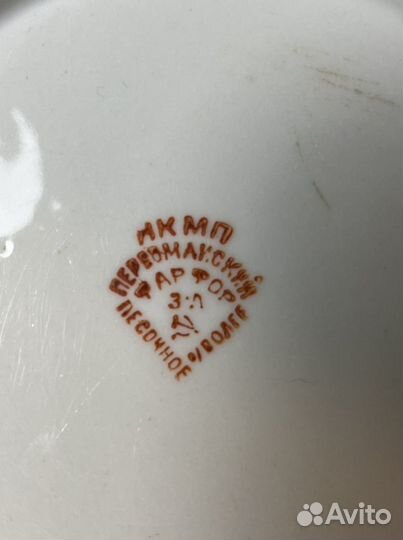 НКМП
ПЕРВОМАЙСКИЙ
ФАРФОР
З-Д
ПЕСОЧНОЕ
Н/ВОЛГЕ
Avito